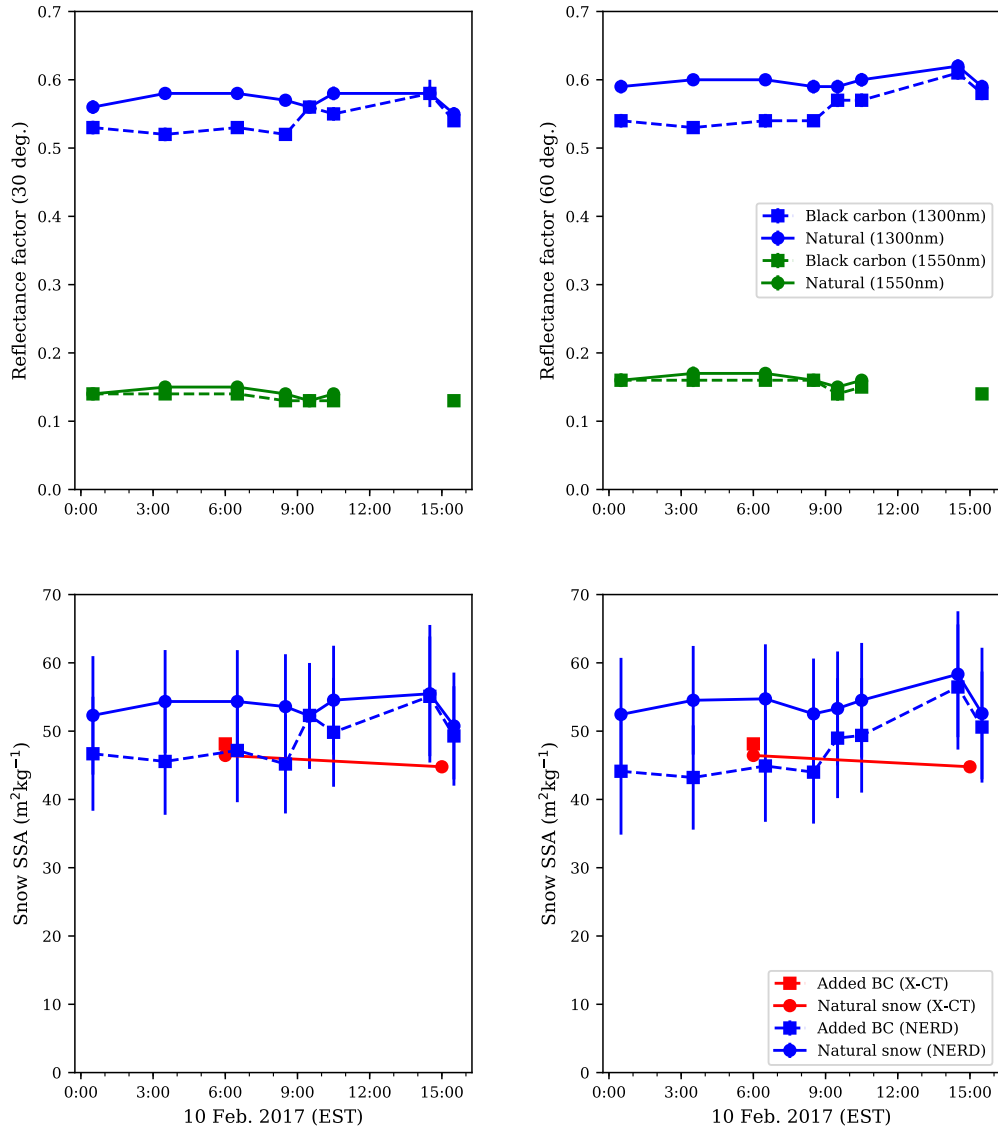 0.7
0.6
0.5
0.4
0.3
0.2
0.1
0.0
Reflectance factor (30 deg.)
0:00 3:00 6:00 9:00 12:00 15:00
0.7
0.6
0.5
0.4
0.3
0.2
0.1
0.0
Reflectance factor (60 deg.)
Black carbon (1300nm)
Natural (1300nm)
Black carbon (1550nm)
Natural (1550nm)
0:00 3:00 6:00 9:00 12:00 15:00
70
60
50
40
30
20
10
0
Snow SSA (m²kg⁻¹)
0:00 3:00 6:00 9:00 12:00 15:00
10 Feb. 2017 (EST)
70
60
50
40
30
20
10
0
Snow SSA (m²kg⁻¹)
Added BC (X-CT)
Natural snow (X-CT)
Added BC (NERD)
Natural snow (NERD)
0:00 3:00 6:00 9:00 12:00 15:00
10 Feb. 2017 (EST)